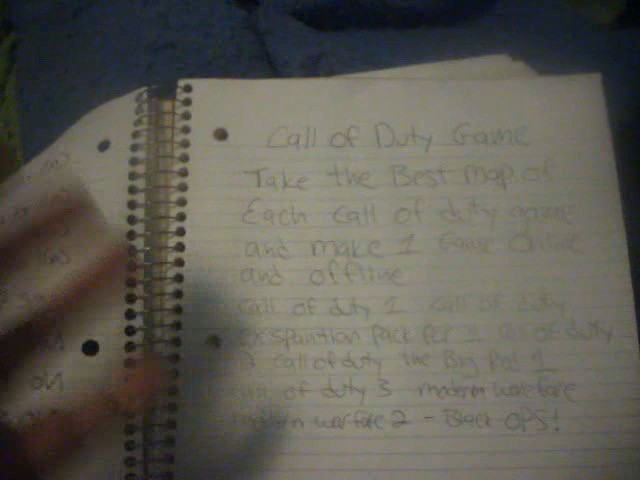 Call of Duty Game
Take the Best map of
Each call of duty game
and make 1 Game Online
and offline
Call of duty 1 call of duty
Pack for 1 of duty
2 call of duty the Big Red 1
of duty 3 modern warfare
modern warfare 2 - Black OPS!